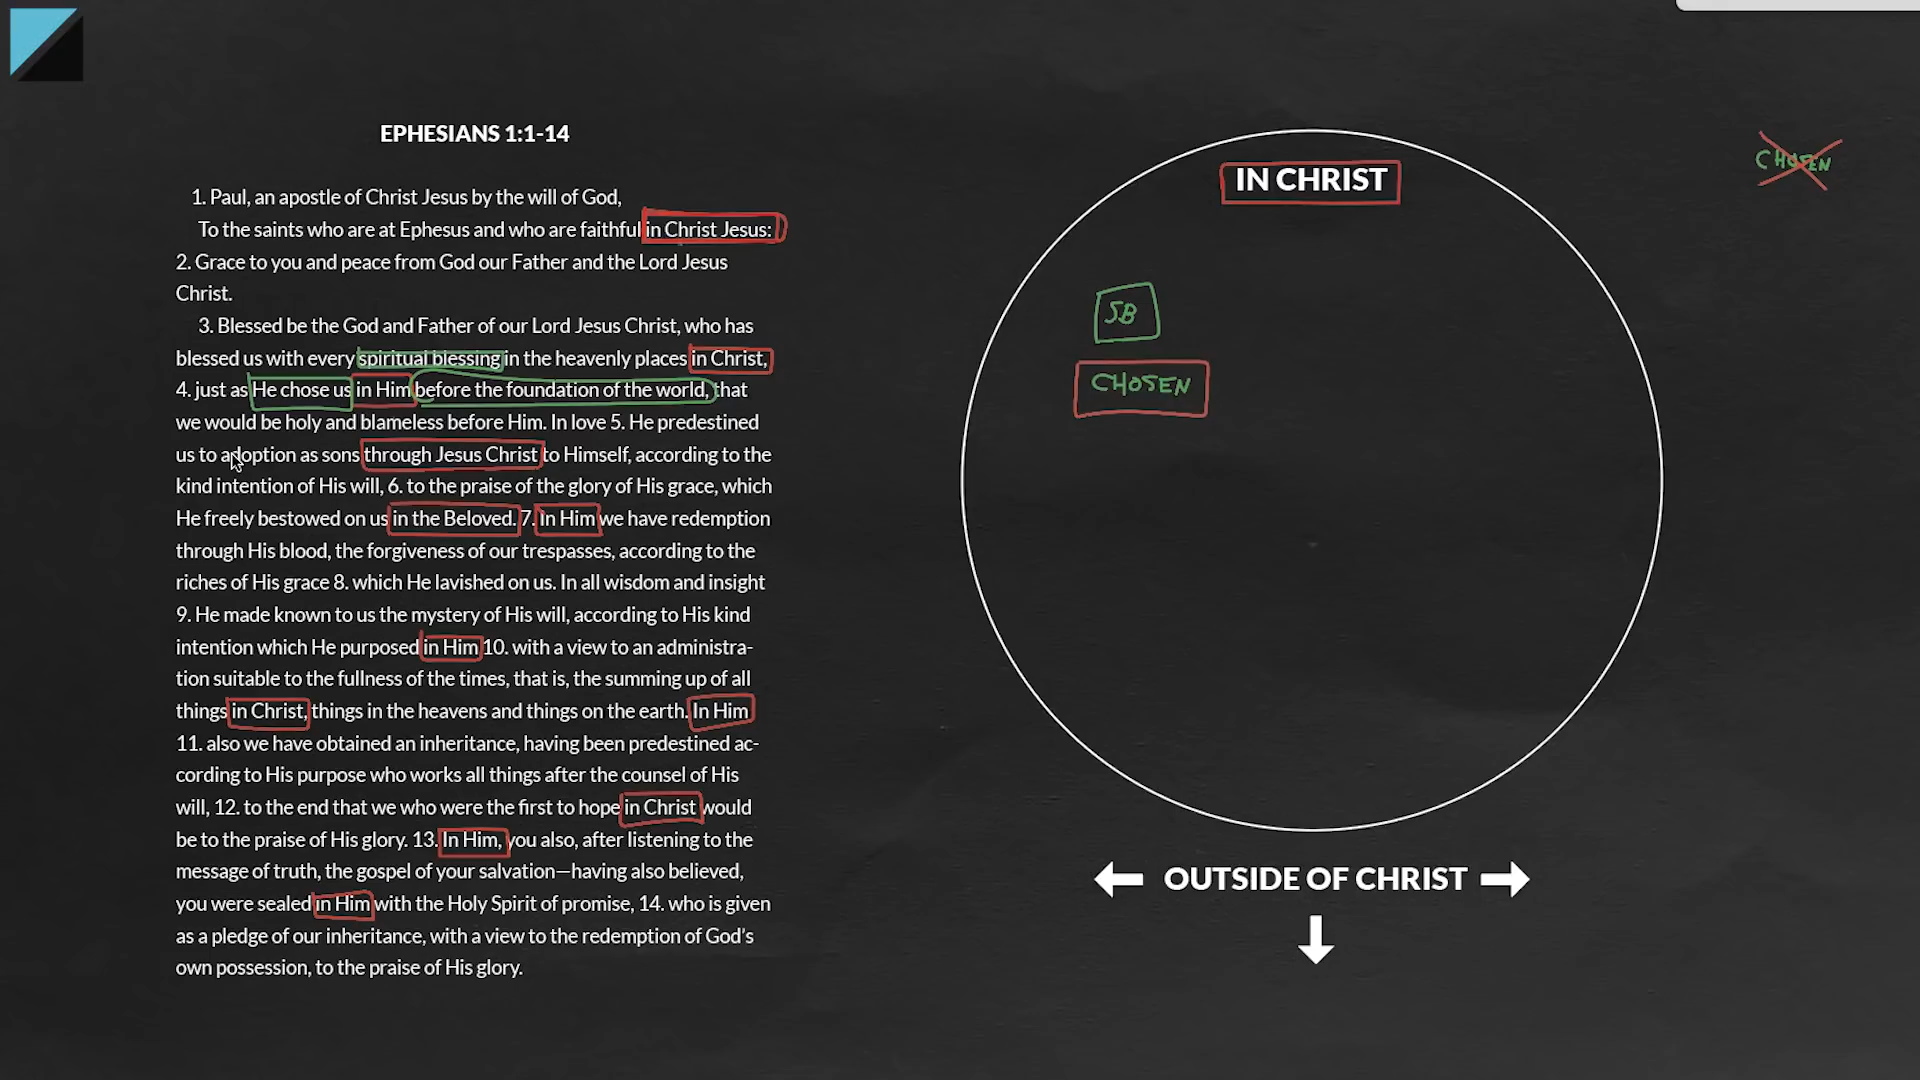 EPHESIANS 1:1-14
1. Paul, an apostle of Christ Jesus by the will of God,
To the saints who are at Ephesus and who are faithful in Christ Jesus:
2. Grace to you and peace from God our Father and the Lord Jesus
Christ.
3. Blessed be the God and Father of our Lord Jesus Christ, who has
blessed us with every spiritual blessing in the heavenly places in Christ,
4. just as He chose us in Him before the foundation of the world, that
we would be holy and blameless before Him. In love 5. He predestined
us to adoption as sons through Jesus Christ to Himself, according to the
kind intention of His will, 6. to the praise of the glory of His grace, which
He freely bestowed on us in the Beloved. 7. In Him we have redemption
through His blood, the forgiveness of our trespasses, according to the
riches of His grace 8. which He lavished on us. In all wisdom and insight
9. He made known to us the mystery of His will, according to His kind
intention which He purposed in Him 10. with a view to an administra-
tion suitable to the fullness of the times, that is, the summing up of all
things in Christ, things in the heavens and things on the earth. In Him
11. also we have obtained an inheritance, having been predestined ac-
cording to His purpose who works all things after the counsel of His
will, 12. to the end that we who were the first to hope in Christ would
be to the praise of His glory. 13. In Him, you also, after listening to the
message of truth, the gospel of your salvation—having also believed,
you were sealed in Him with the Holy Spirit of promise, 14. who is given
as a pledge of our inheritance, with a view to the redemption of God's
own possession, to the praise of His glory.
IN CHRIST
SB
CHOSEN
OUTSIDE OF CHRIST
CHOSEN